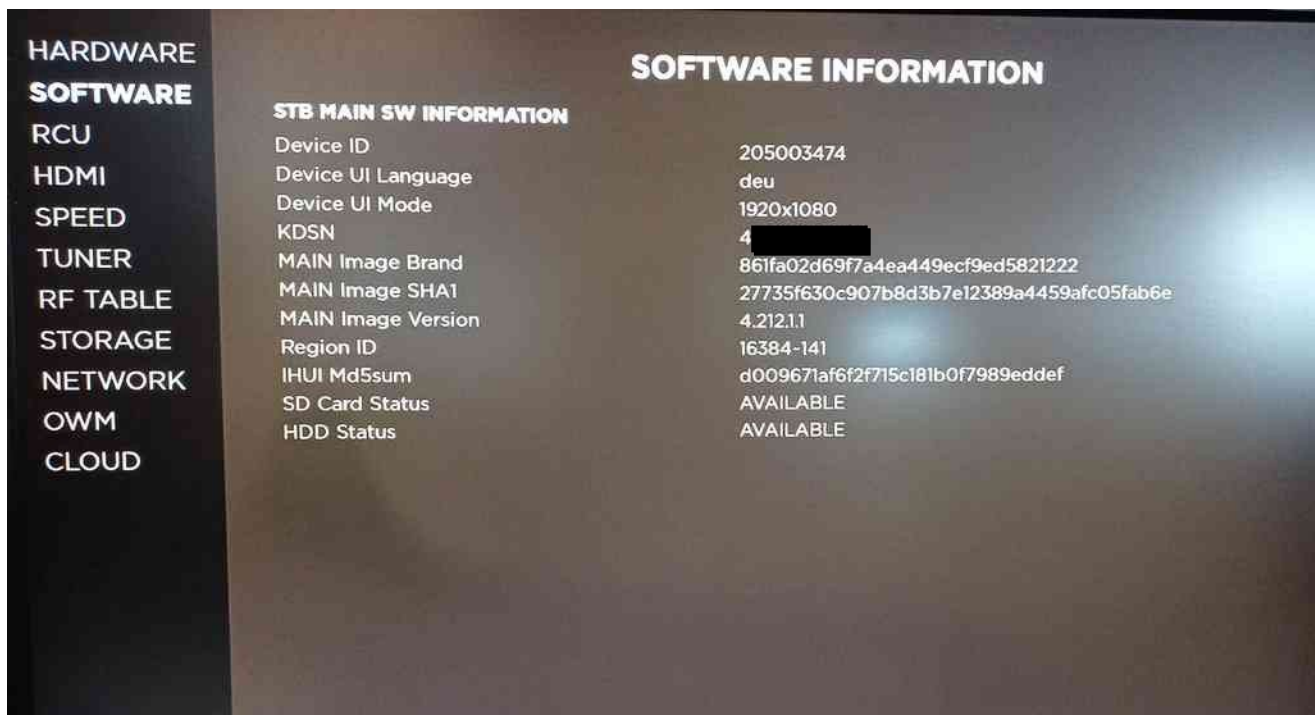 HARDWARE
SOFTWARE
RCU
HDMI
SPEED
TUNER
RF TABLE
STORAGE
NETWORK
OWM
CLOUD
SOFTWARE INFORMATION
STB MAIN SW INFORMATION
Device ID 205003474
Device UI Language deu
Device UI Mode 1920x1080
KDSN 4
MAIN Image Brand 861fa02d69f7a4ea449ecf9ed5821222
MAIN Image SHA1 27735f630c907b8d3b7e12389a4459afc05fab6e
MAIN Image Version 4.212.1.1
Region ID 16384-141
IHUI Md5sum d009671af6f2f715c181b0f7989eddef
SD Card Status AVAILABLE
HDD Status AVAILABLE